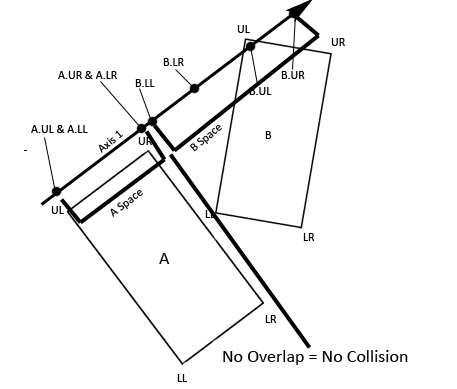 UL
UR
B.LR
A.UR & A.LR
B.LL
B.UR
B.UL
A.UL & A.LL
Axis 1
UR
B Space
B
UL
A Space
LL
LR
A
LR
No Overlap = No Collision
LL